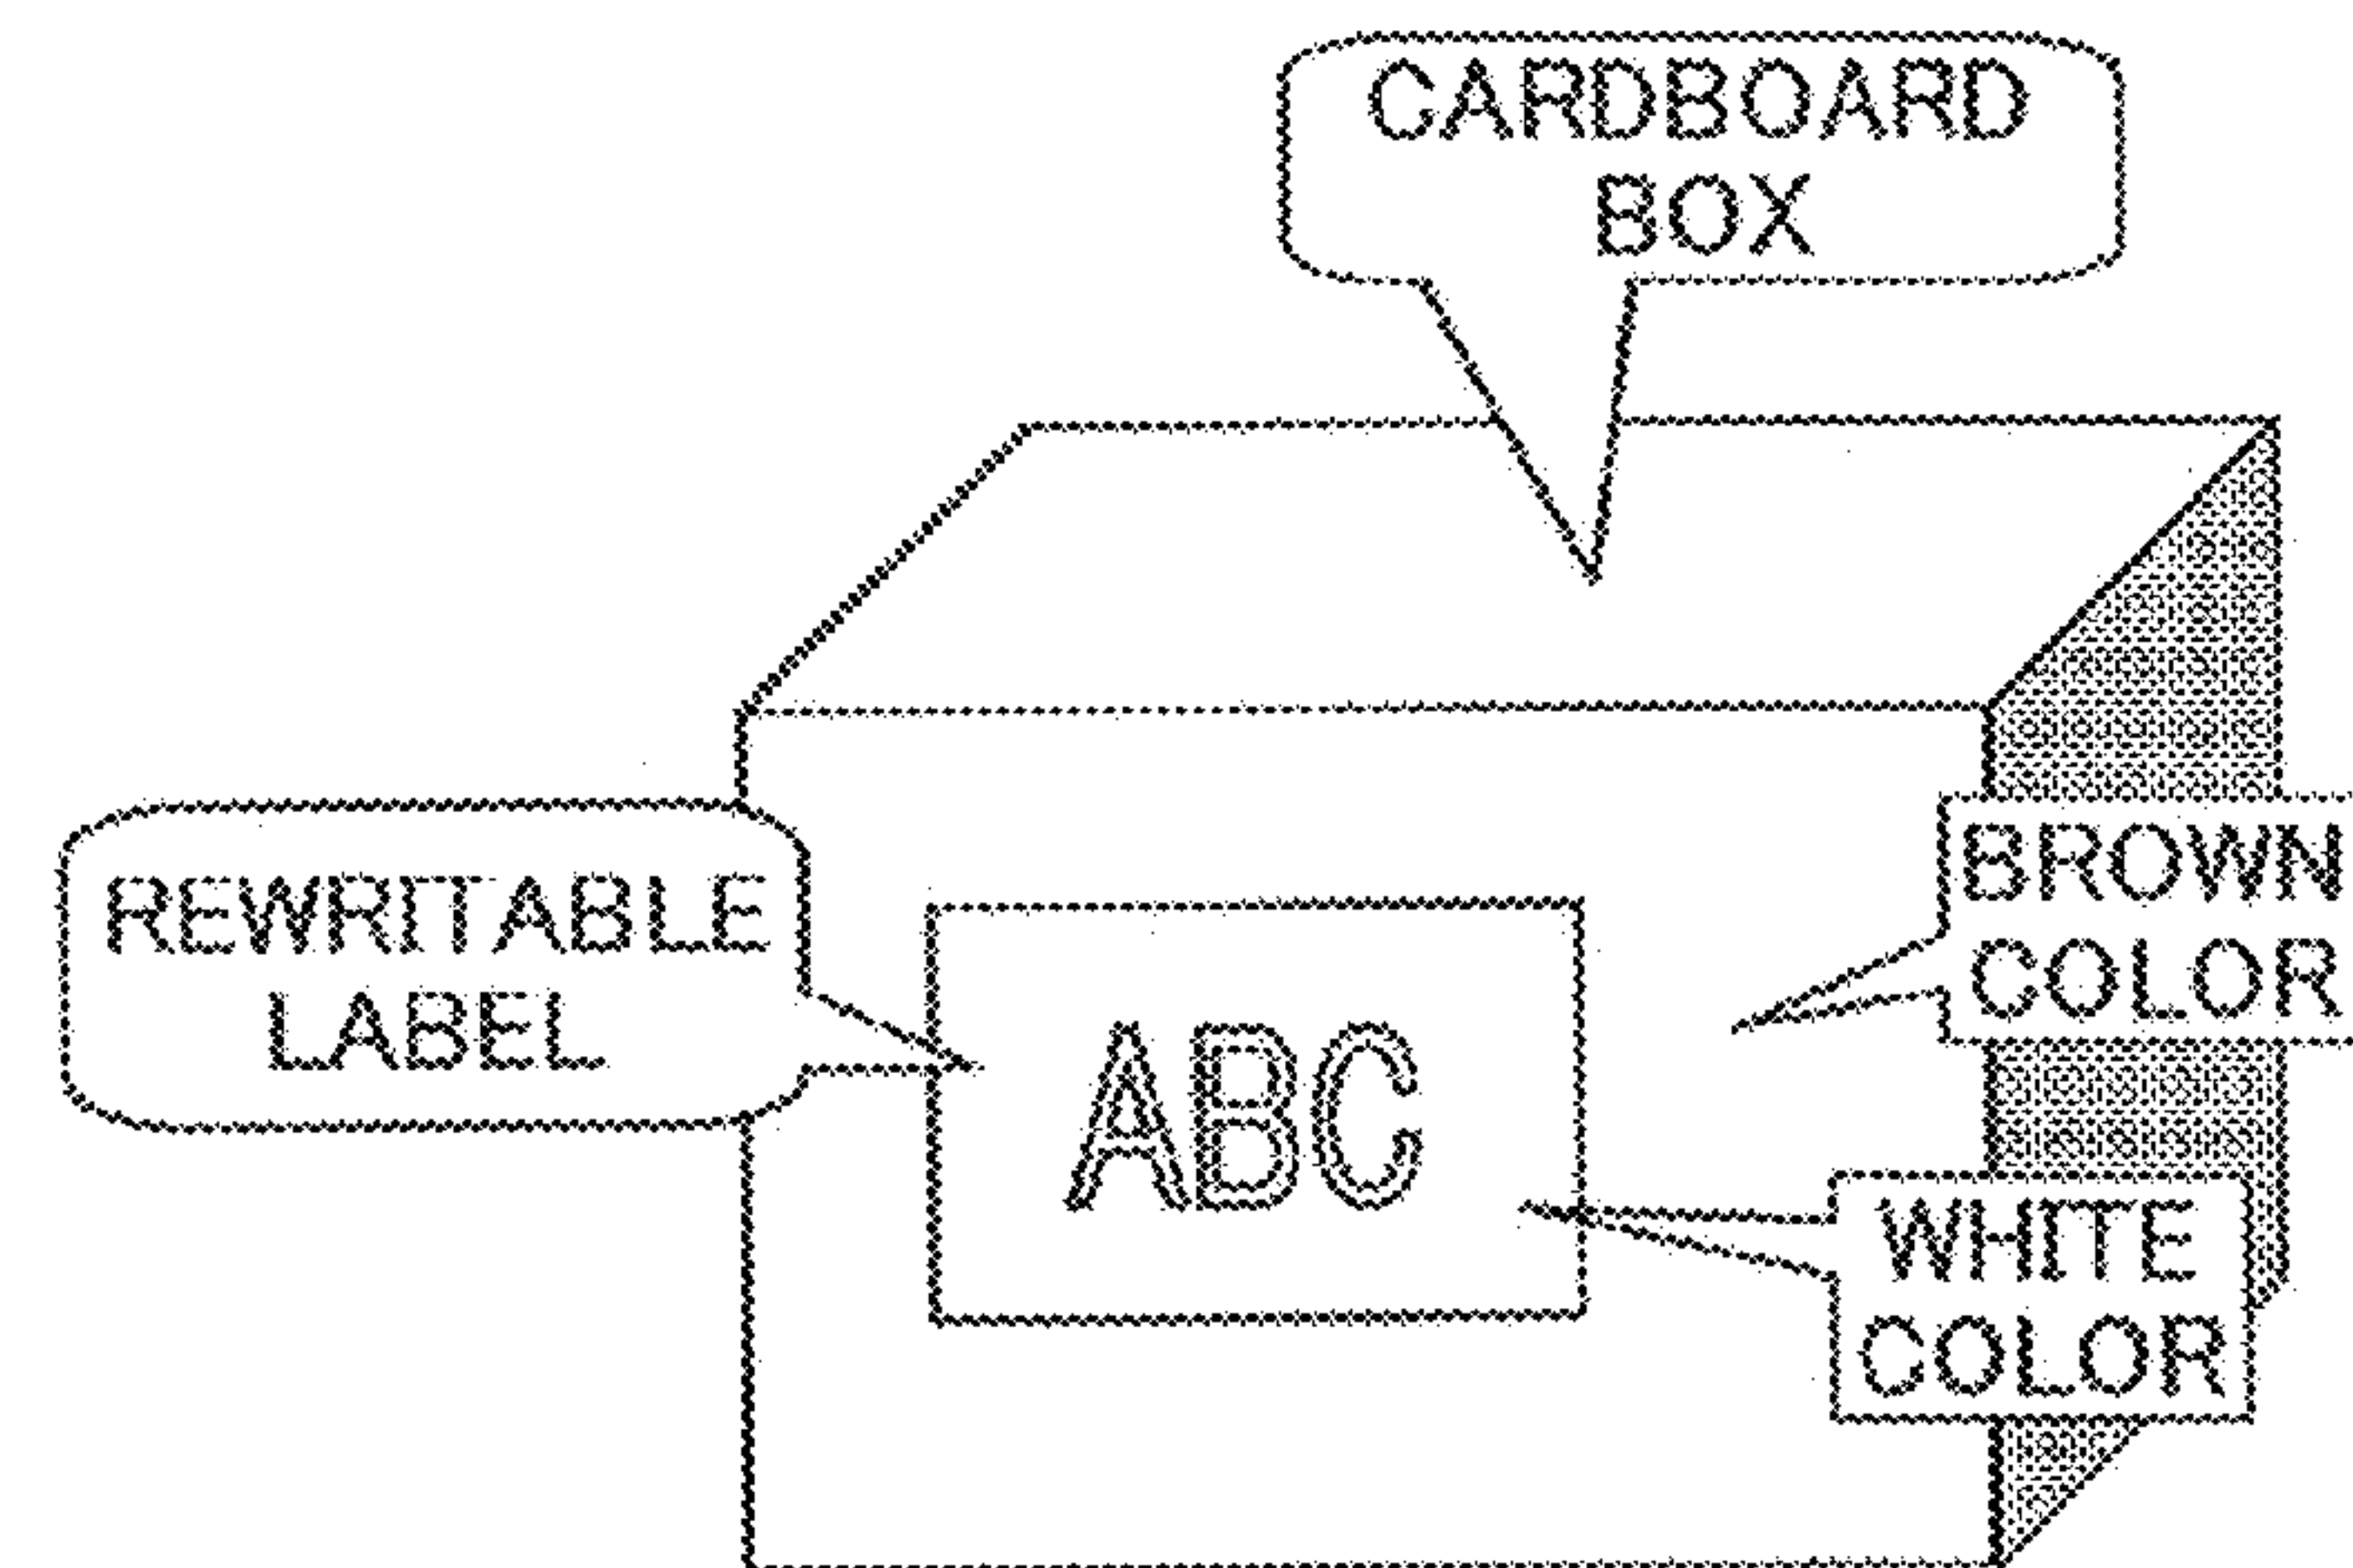 CARDBOARD
BOX
REWRITABLE
LABEL
ABC
BROWN
COLOR
WHITE
COLOR